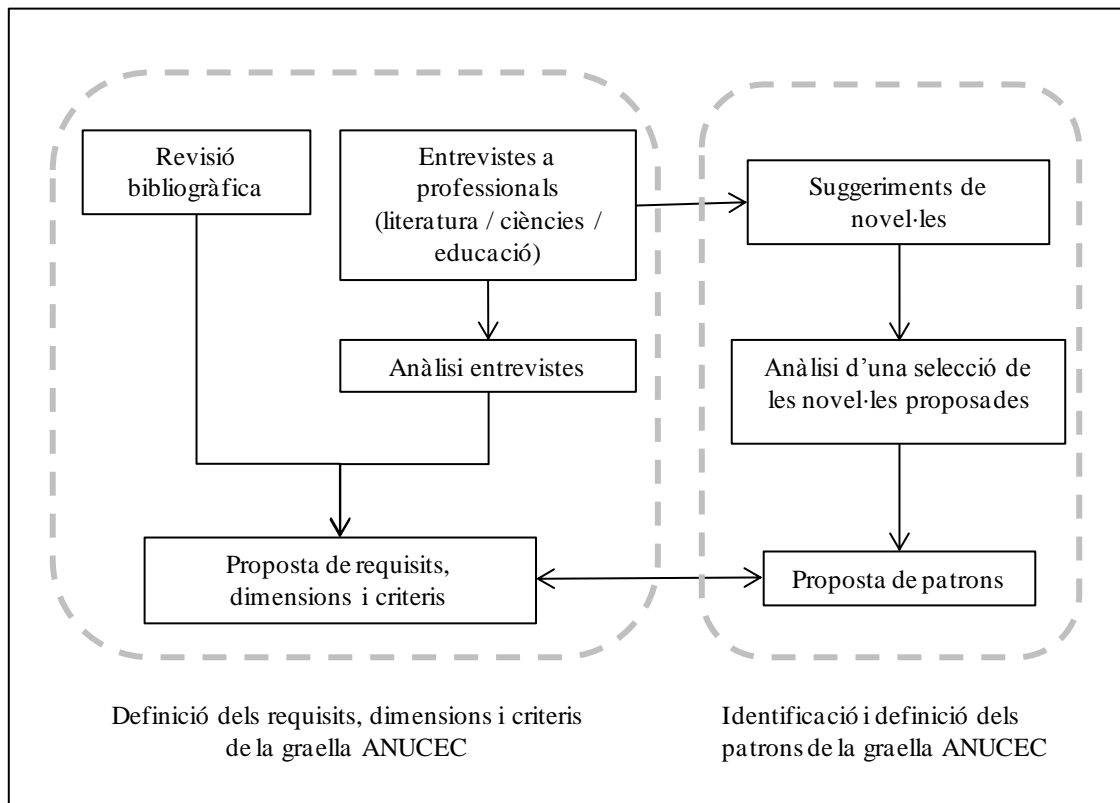 Revisió
bibliogràfica
Entrevistes a
professionals
(literatura / ciències /
educació)
Suggeriments de
novel·les
Anàlisi entrevistes
Anàlisi d’una selecció de
les novel·les proposades
Proposta de requisits,
dimensions i criteris
Proposta de patrons
Definició dels requisits, dimensions i criteris
de la graella ANUCEC
Identificació i definició dels
patrons de la graella ANUCEC